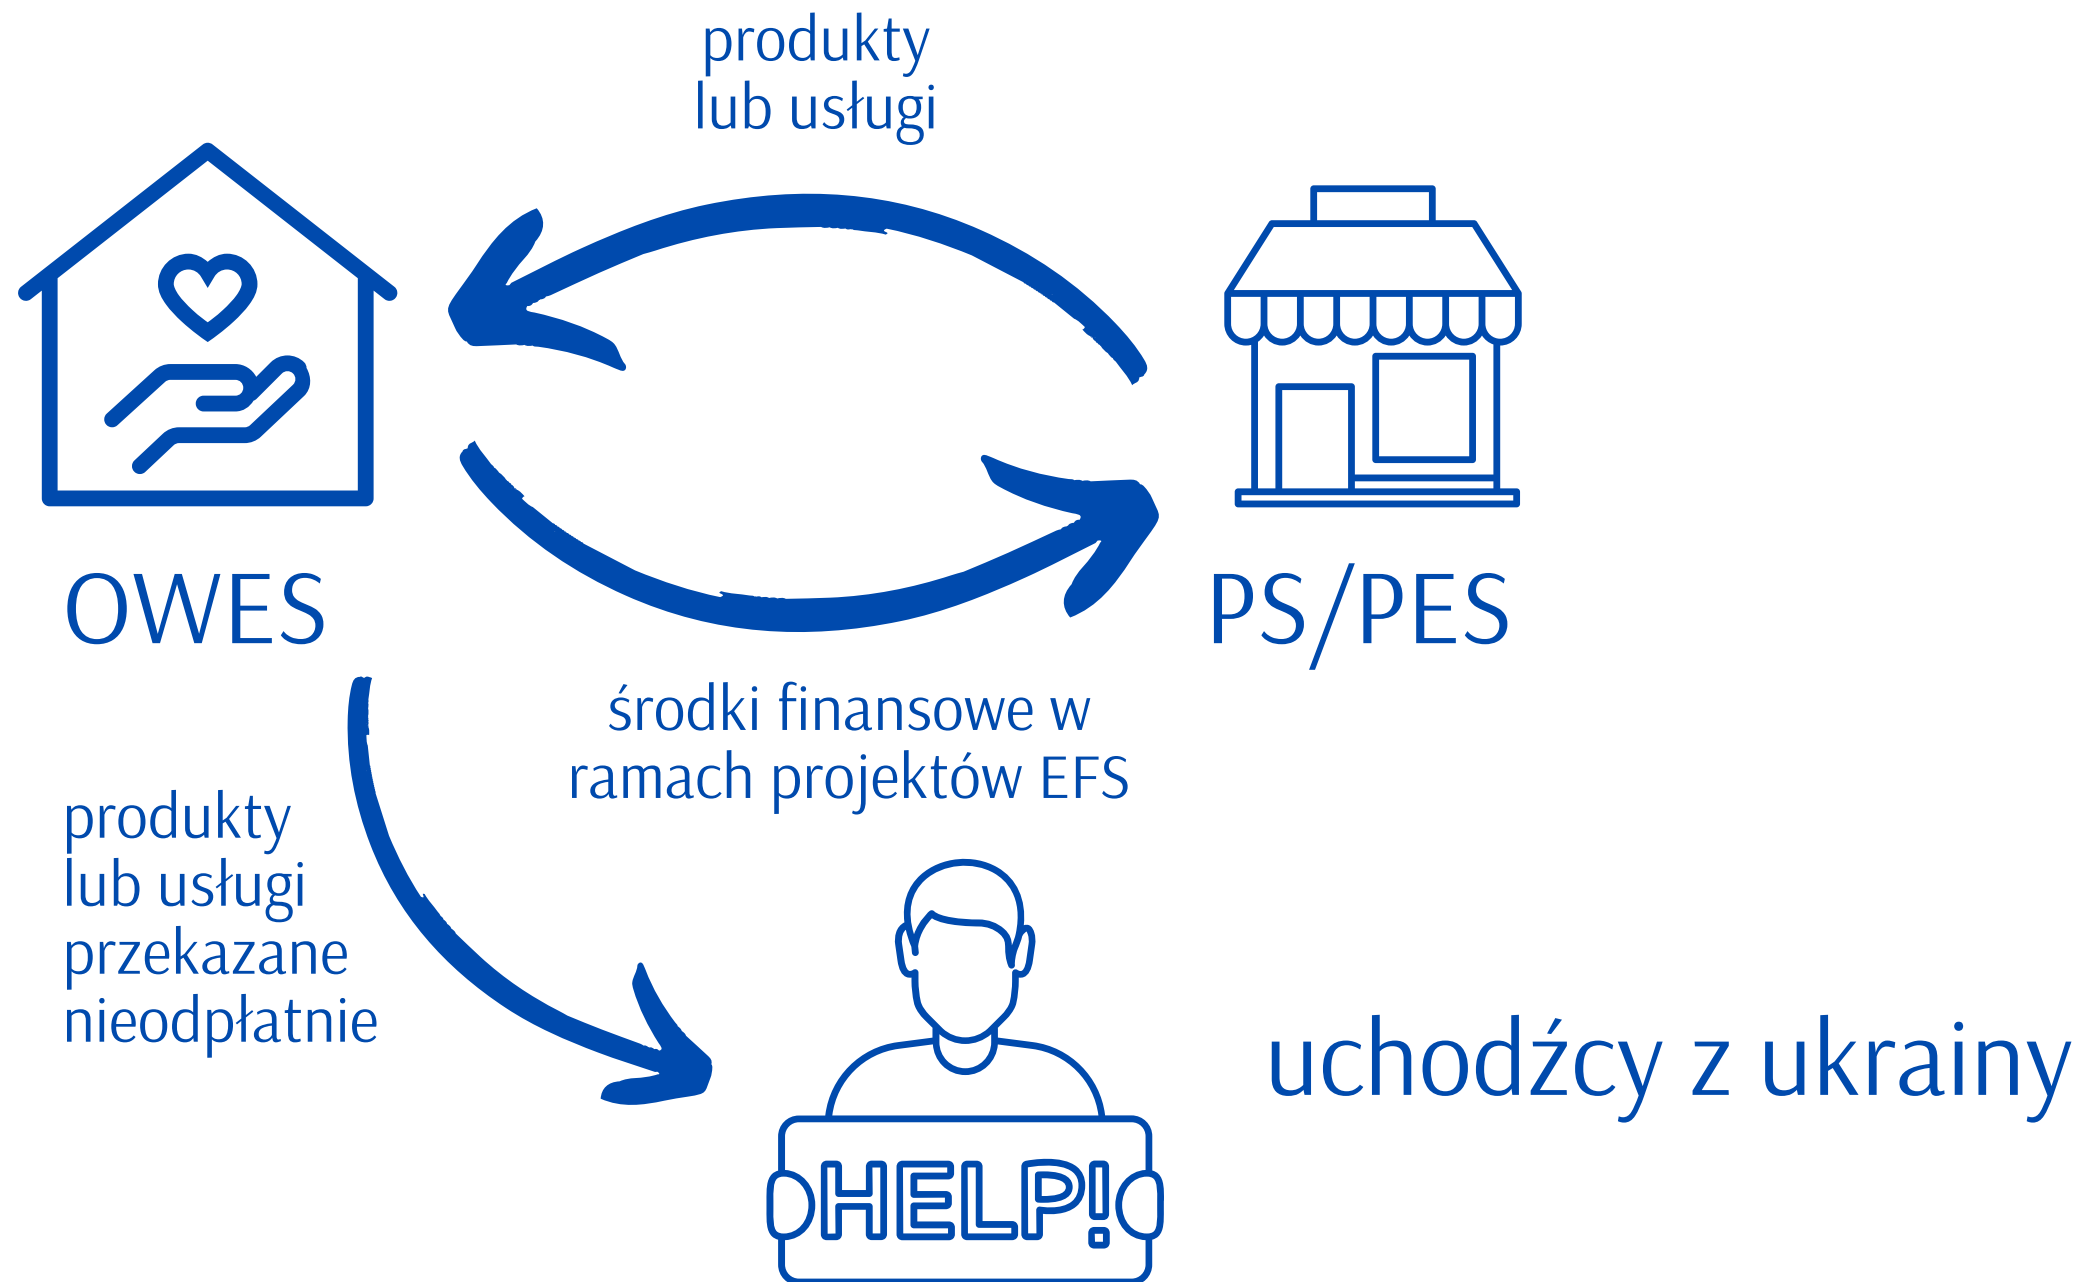 produkty
lub usługi
OWES
PS/PES
środki finansowe w
ramach projektów EFS
produkty
lub usługi
przekazane
nieodpłatnie
uchodźcy z ukrainy
HELP!